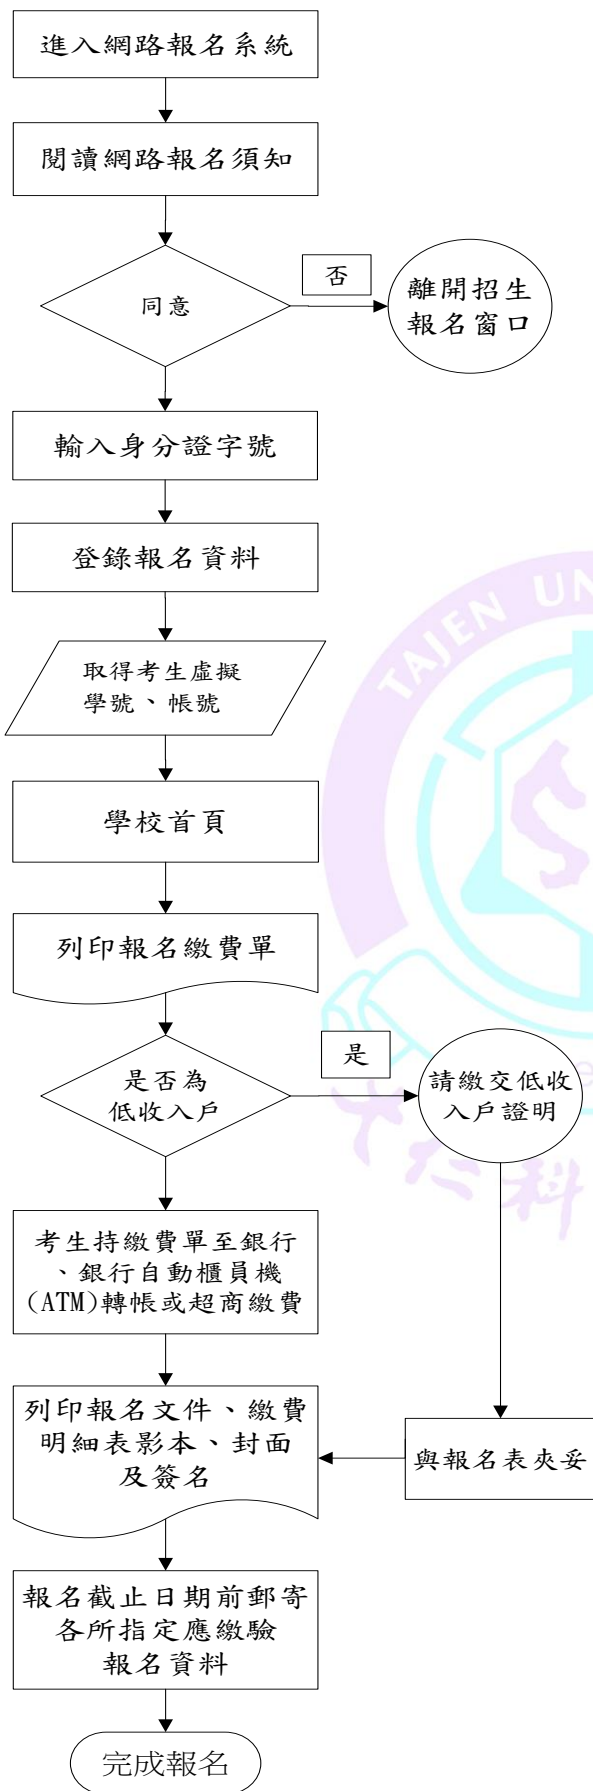 進入網路報名系統
閱讀網路報名須知
同意
否
離開招生
報名窗口
輸入身分證字號
登錄報名資料
取得考生虛擬
學號、帳號
學校首頁
列印報名繳費單
是否為
低收入戶
是
請繳交低收
入戶證明
考生持繳費單至銀行
、銀行自動櫃員機
(ATM)轉帳或超商繳費
列印報名文件、繳費
明細表影本、封面
及簽名
與報名表夾妥
報名截止日期前郵寄
各所指定應繳驗
報名資料
完成報名
TAJEN UN
大仁科